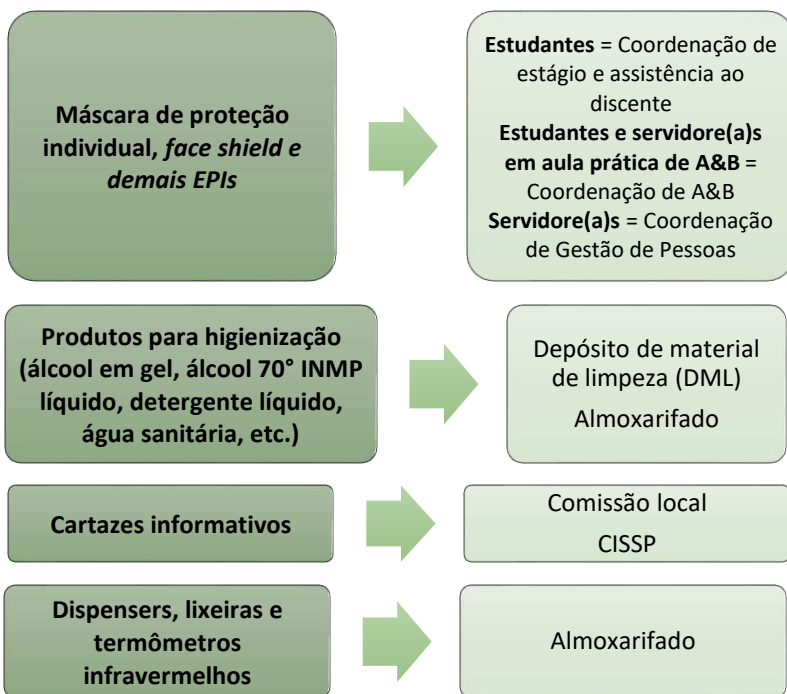 Máscara de proteção
individual, face shield e
demais EPIs
Estudantes = Coordenação de
estágio e assistência ao
discente
Estudantes e servidore(a)s
em aula prática de A&B =
Coordenação de A&B
Servidore(a)s = Coordenação
de Gestão de Pessoas
Produtos para higienização
(álcool em gel, álcool 70° INMP
líquido, detergente líquido,
água sanitária, etc.)
Depósito de material
de limpeza (DML)
Almoxarifado
Cartazes informativos
Comissão local
CISSP
Dispensers, lixeiras e
termômetros
infravermelhos
Almoxarifado